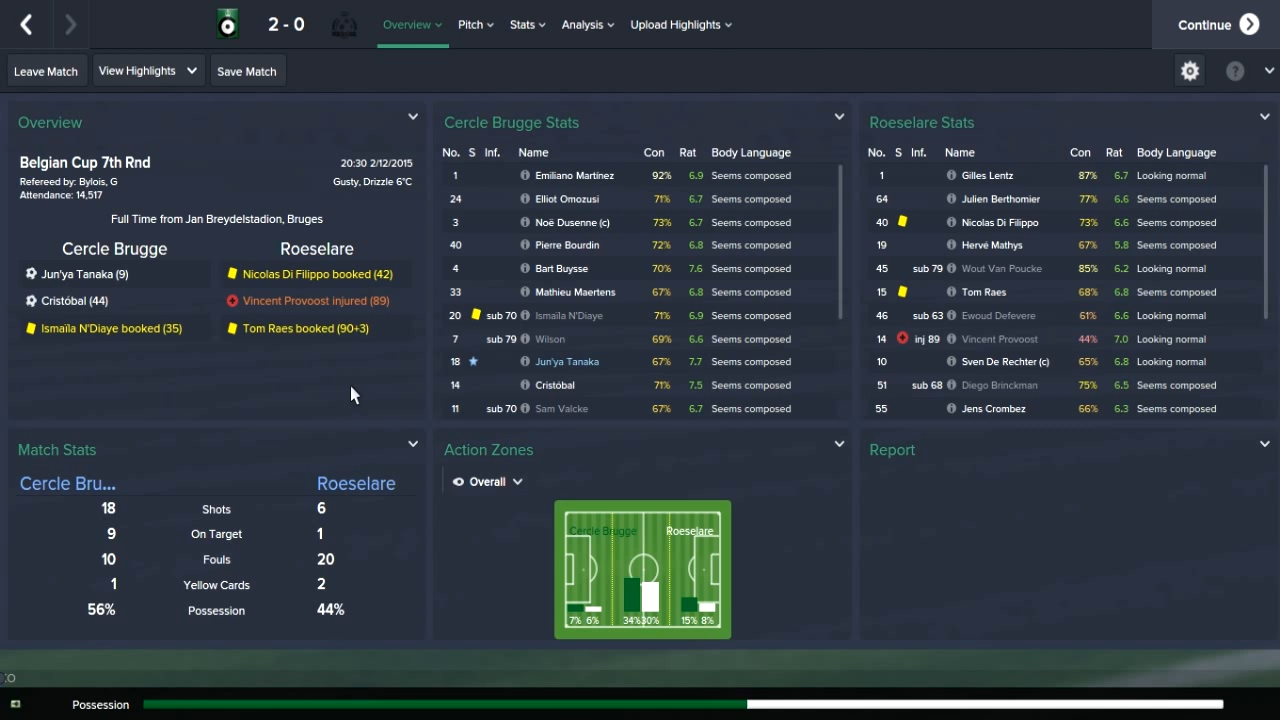 2 - 0
Overview Pitch Stats Analysis Upload Highlights
Continue
Leave Match View Highlights Save Match
?
Overview
Belgian Cup 7th Rnd 20:30 2/12/2015
Refereed by: Bylois, G Gusty, Drizzle 6°C
Attendance: 14,517
Full Time from Jan Breydelstadion, Bruges
Cercle Brugge Roeselare
Jun'ya Tanaka (9) Nicolas Di Filippo booked (42)
Cristóbal (44) Vincent Provoost injured (89)
Ismaïla N'Diaye booked (35) Tom Raes booked (90+3)
Cercle Brugge Stats
No. S Inf. Name Con Rat Body Language
1 Emiliano Martínez 92% 6.9 Seems composed
24 Elliot Omozusi 71% 6.7 Seems composed
3 Noë Dusenne (c) 73% 6.7 Seems composed
40 Pierre Bourdin 72% 6.8 Seems composed
4 Bart Buysse 70% 7.6 Seems composed
33 Mathieu Maertens 67% 6.8 Seems composed
20 sub 70 Ismaïla N'Diaye 71% 6.9 Seems composed
7 sub 79 Wilson 69% 6.6 Seems composed
18 Jun'ya Tanaka 67% 7.7 Seems composed
14 Cristóbal 71% 7.5 Seems composed
11 sub 70 Sam Valcke 67% 6.7 Seems composed
Roeselare Stats
No. S Inf. Name Con Rat Body Language
1 Gilles Lentz 87% 6.7 Looking normal
64 Julien Berthomier 77% 6.6 Seems composed
40 Nicolas Di Filippo 73% 6.6 Seems composed
19 Hervé Mathys 67% 5.8 Looking normal
45 sub 79 Wout Van Poucke 85% 6.2 Looking normal
15 Tom Raes 68% 6.8 Looking normal
46 sub 63 Ewoud Defevere 61% 6.6 Looking normal
14 inj 89 Vincent Provoost 44% 7.0 Looking normal
10 Sven De Rechter (c) 65% 6.8 Looking normal
51 sub 68 Diego Brinckman 75% 6.5 Seems composed
55 Jens Crombez 66% 6.3 Looking normal
Match Stats
Cercle Bru... Roeselare
18 Shots 6
9 On Target 1
10 Fouls 20
1 Yellow Cards 2
56% Possession 44%
Action Zones
Overall
Cercle Brugge Roeselare
7% 6% 34% 30% 15% 8%
Report
Possession